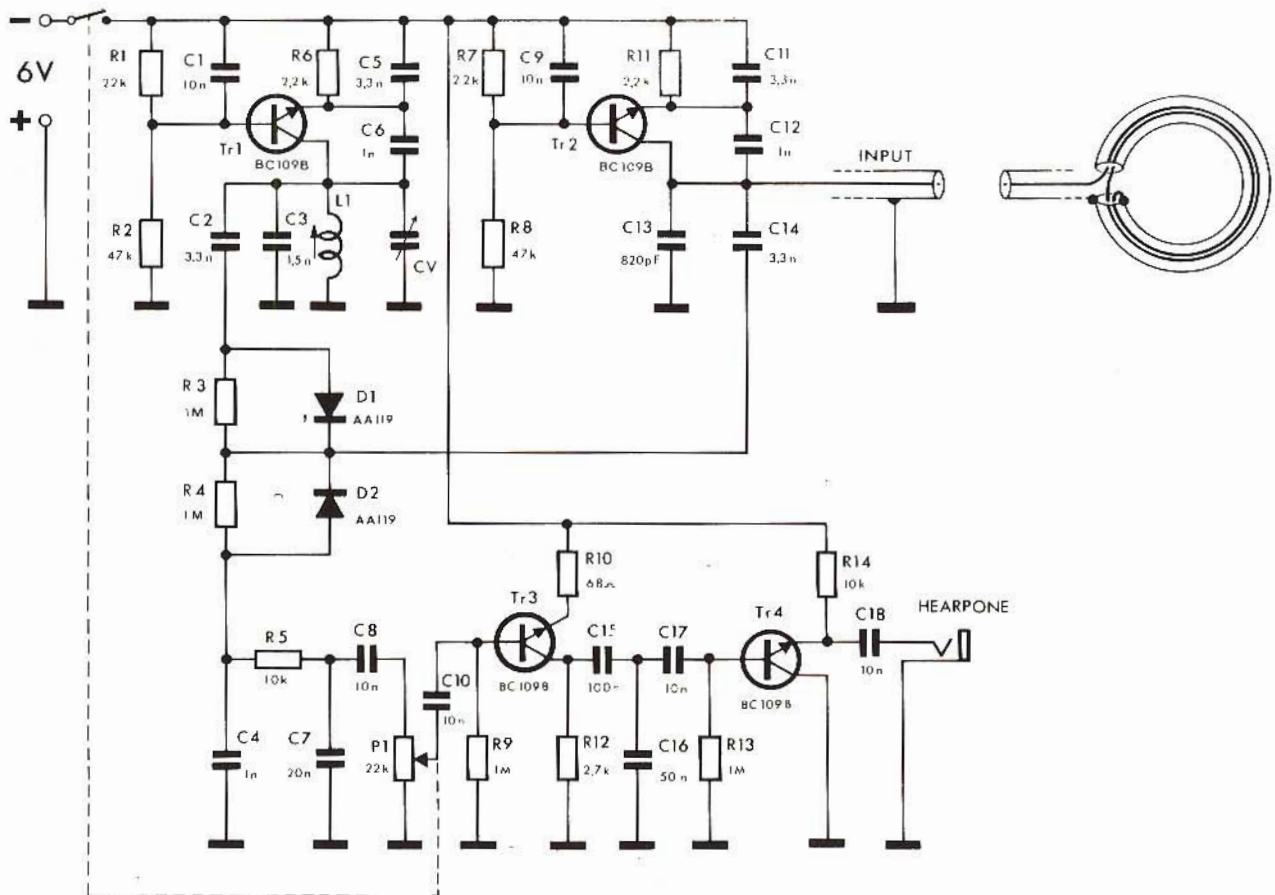 −
6V
+
R1
22k
C1
10n
R6
2,2k
C5
3,3n
R7
2,2k
C9
10n
R11
2,2k
C11
3,3n
Tr1
BC109B
C6
1n
Tr2
BC109B
C12
1n
INPUT
R2
47k
C2
3,3n
C3
1,5n
L1
CV
R8
47k
C13
820pF
C14
3,3n
R3
1M
D1
AA119
R4
1M
D2
AA119
R10
68Ω
R14
10k
Tr3
BC109B
Tr4
BC109B
C18
10n
HEARPONE
R5
10k
C8
10n
C10
10n
C15
C17
10n
C4
1n
C7
20n
P1
22k
R9
1M
R12
2,7k
C16
50n
R13
1M